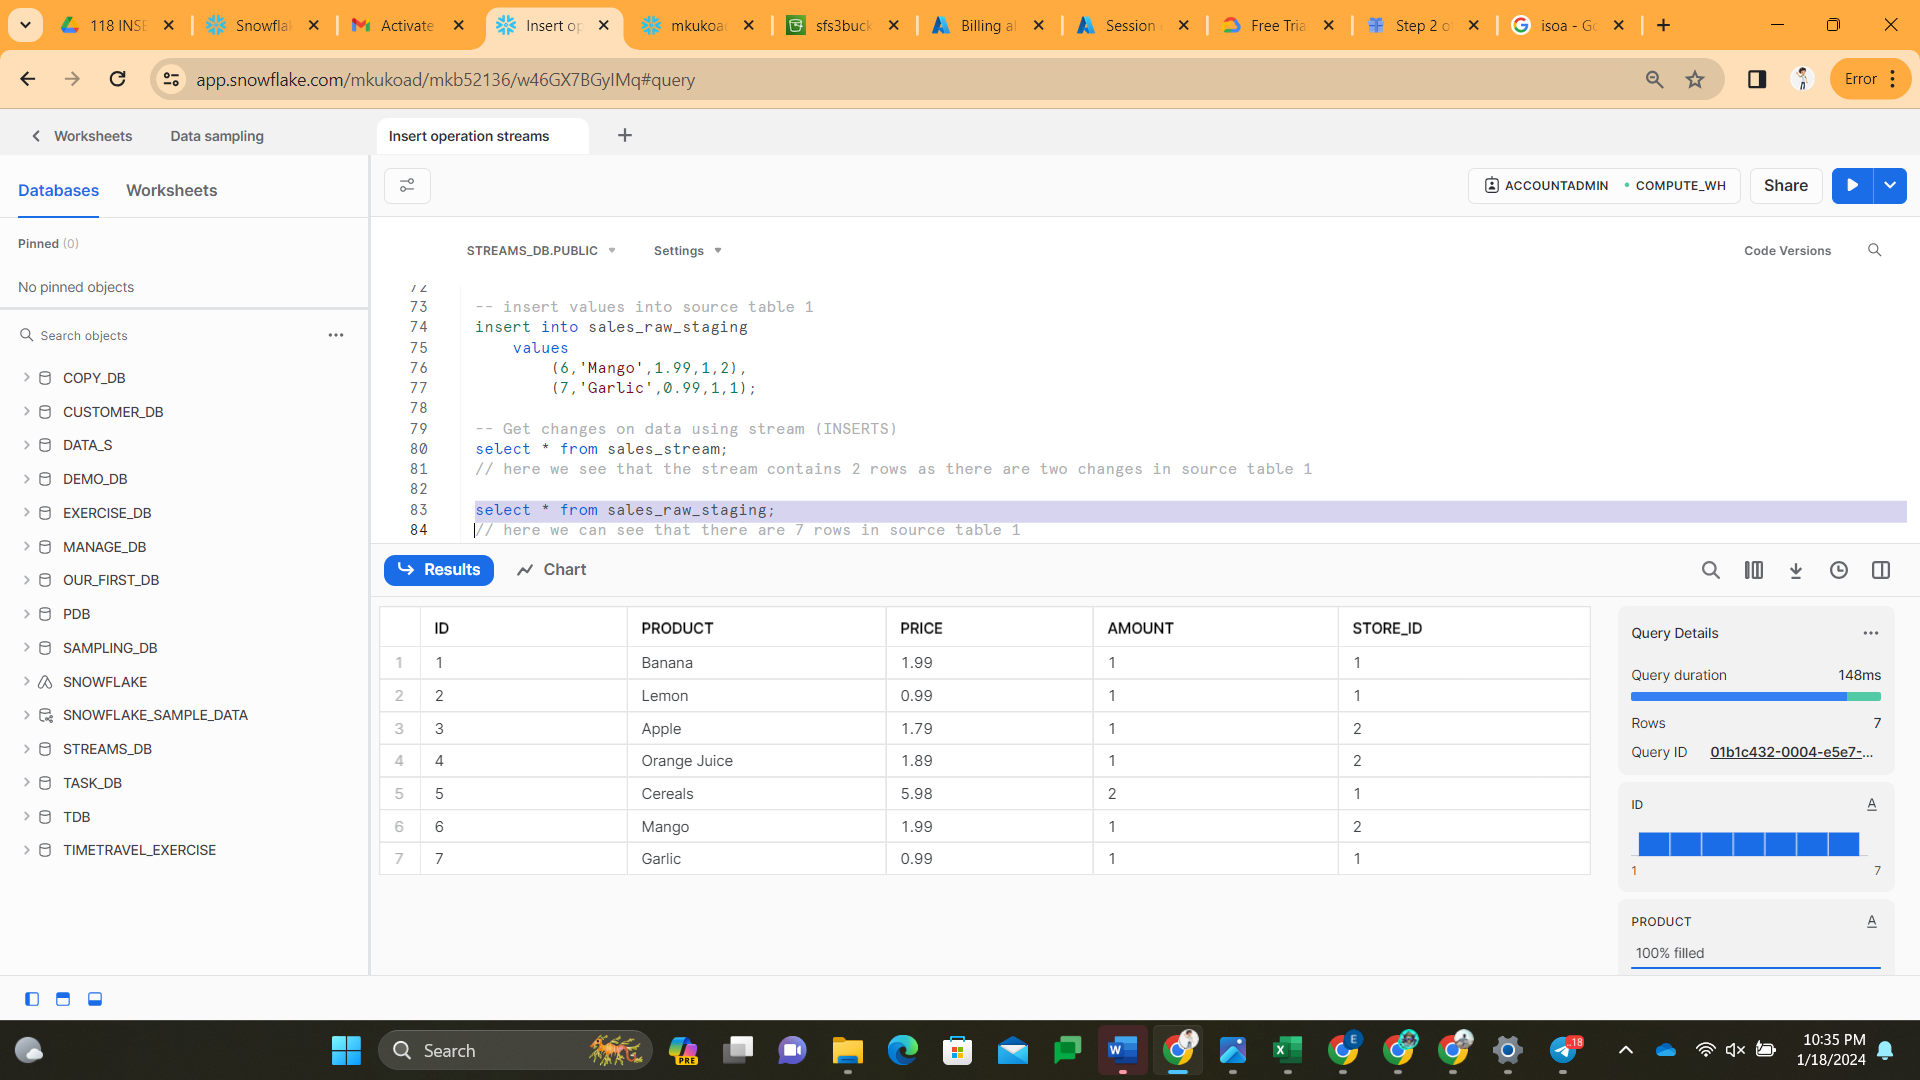 118 INSE
Snowflak
Activate
Insert op
mkukoad
sfs3buck
Billing al
Session
Free Tria
Step 2 o
isoa - Go
app.snowflake.com/mkukoad/mkb52136/w46GX7BGyIMq#query
Error
Worksheets
Data sampling
Insert operation streams
Databases
Worksheets
ACCOUNTADMIN
COMPUTE_WH
Share
Pinned (0)
No pinned objects
STREAMS_DB.PUBLIC
Settings
Code Versions
Search objects
COPY_DB
CUSTOMER_DB
DATA_S
DEMO_DB
EXERCISE_DB
MANAGE_DB
OUR_FIRST_DB
PDB
SAMPLING_DB
SNOWFLAKE
SNOWFLAKE_SAMPLE_DATA
STREAMS_DB
TASK_DB
TDB
TIMETRAVEL_EXERCISE
72
73 -- insert values into source table 1
74 insert into sales_raw_staging
75 values
76 (6,'Mango',1.99,1,2),
77 (7,'Garlic',0.99,1,1);
78
79 -- Get changes on data using stream (INSERTS)
80 select * from sales_stream;
81 // here we see that the stream contains 2 rows as there are two changes in source table 1
82
83 select * from sales_raw_staging;
84 // here we can see that there are 7 rows in source table 1
Results
Chart
ID PRODUCT PRICE AMOUNT STORE_ID
1 1 Banana 1.99 1 1
2 2 Lemon 0.99 1 1
3 3 Apple 1.79 1 2
4 4 Orange Juice 1.89 1 2
5 5 Cereals 5.98 2 1
6 6 Mango 1.99 1 2
7 7 Garlic 0.99 1 1
Query Details
Query duration 148ms
Rows 7
Query ID 01b1c432-0004-e5e7-...
ID A
1 7
PRODUCT A
100% filled
Search
PRE
W
X
E
18
10:35 PM
1/18/2024